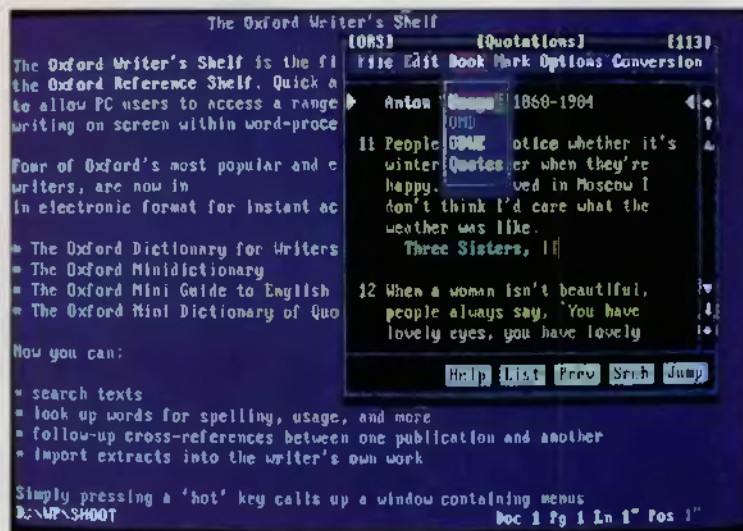 The Oxford Writer's Shelf
The Oxford Writer's Shelf is the fi
the Oxford Reference Shelf. Quick a
to allow PC users to access a range
writing on screen within word-proce
Four of Oxford's most popular and e
writers, are now in
in electronic format for instant ac
* The Oxford Dictionary for Writers
* The Oxford Minidictionary
* The Oxford Mini Guide to English
* The Oxford Mini Dictionary of Quo
Now you can:
* search texts
* look up words for spelling, usage, and more
* follow-up cross-references between one publication and another
* import extracts into the writer's own work
Simply pressing a 'hot' key calls up a window containing menus
D:\WP\SHOOT
Doc 1 Pg 1 Ln 1" Pos 1"
[ORS] [Quotations] [113]
File Edit Book Mark Options Conversion
Anton 1860-1904
Usage
OMD
Quotes
11 People otice whether it's
winter er when they're
happy. ved in Moscow I
don't think I'd care what the
weather was like.
Three Sisters, II
12 When a woman isn't beautiful,
people always say, `You have
lovely eyes, you have lovely
Help List Prev Srch Jump